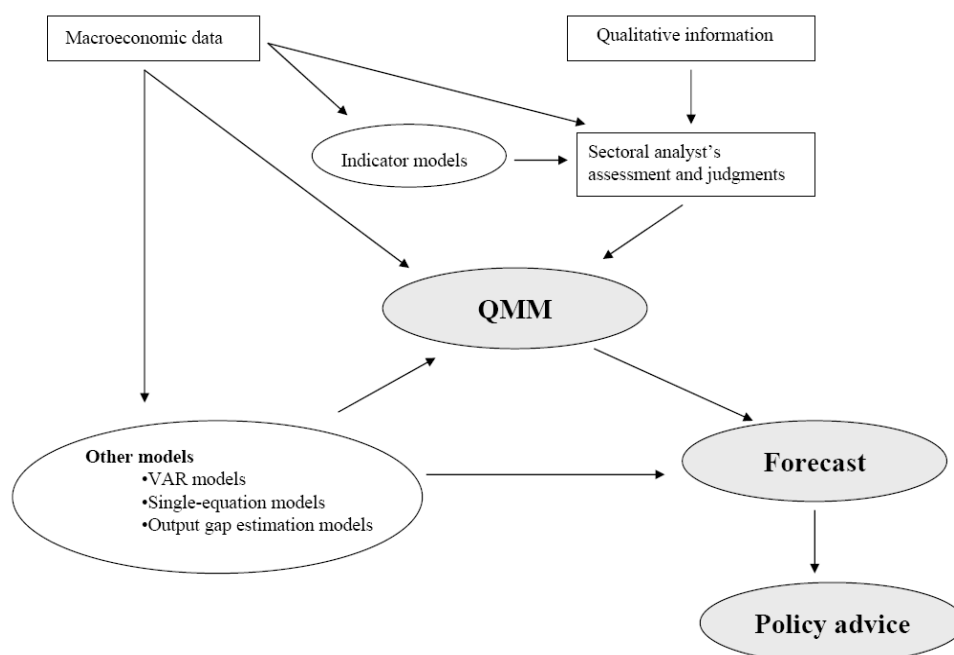 Macroeconomic data
Qualitative information
Indicator models
Sectoral analyst’s
assessment and judgments
QMM
Other models
•VAR models
•Single-equation models
•Output gap estimation models
Forecast
Policy advice